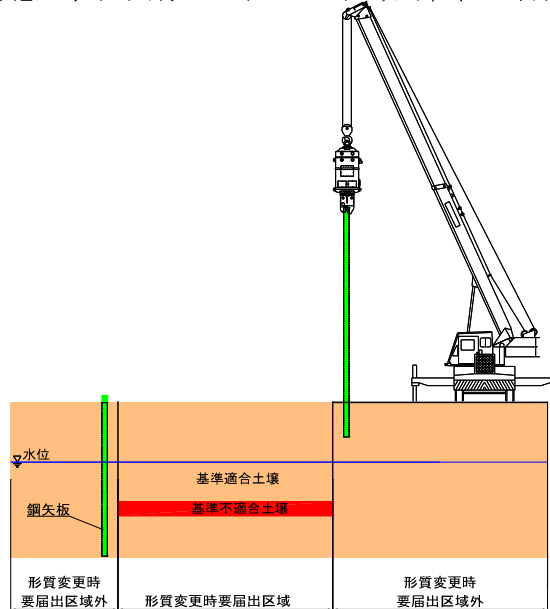 水位
基準適合土壌
基準不適合土壌
鋼矢板
形質変更時
要届出区域外
形質変更時要届出区域
形質変更時
要届出区域外